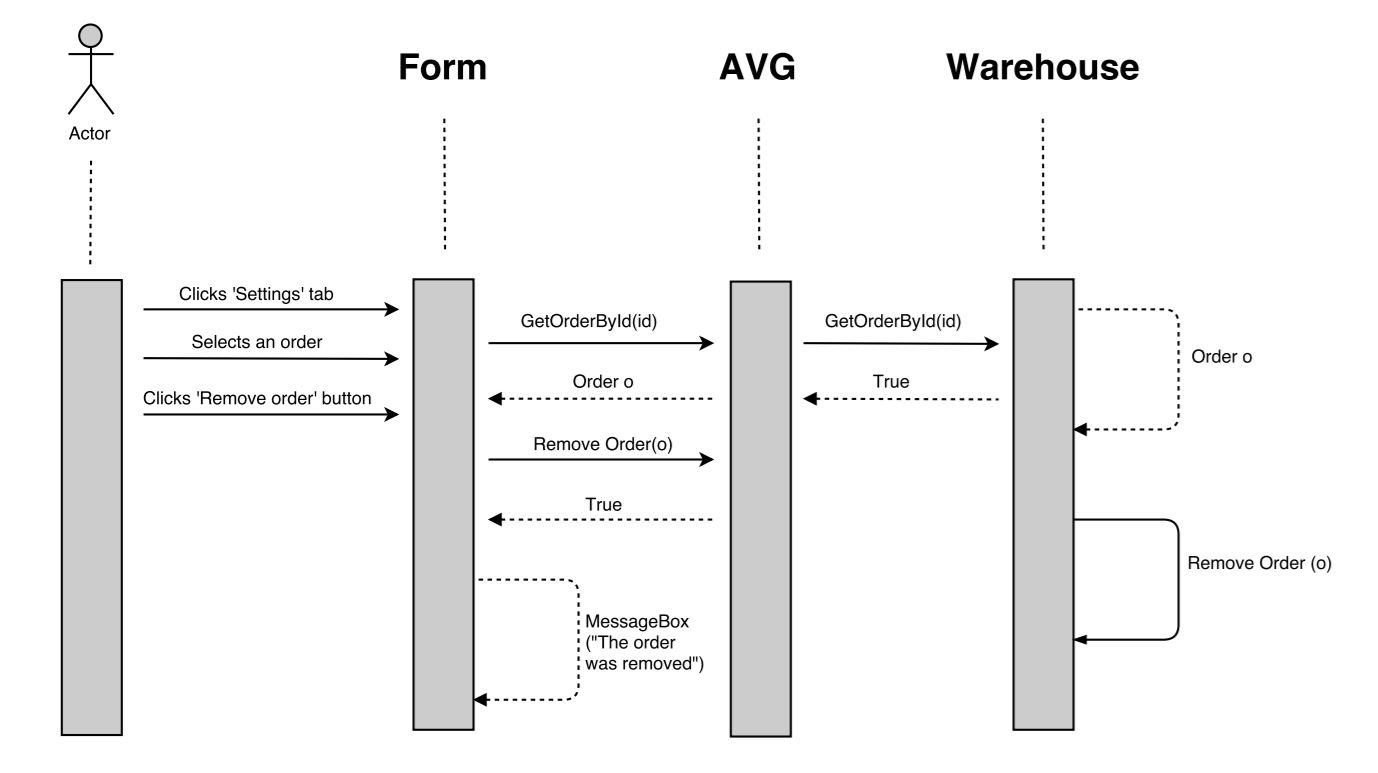 Form
AVG
Warehouse
Actor
Clicks 'Settings' tab
GetOrderById(id)
GetOrderById(id)
Selects an order
Order o
Order o
True
Clicks 'Remove order' button
Remove Order(o)
True
Remove Order (o)
MessageBox
("The order
was removed")